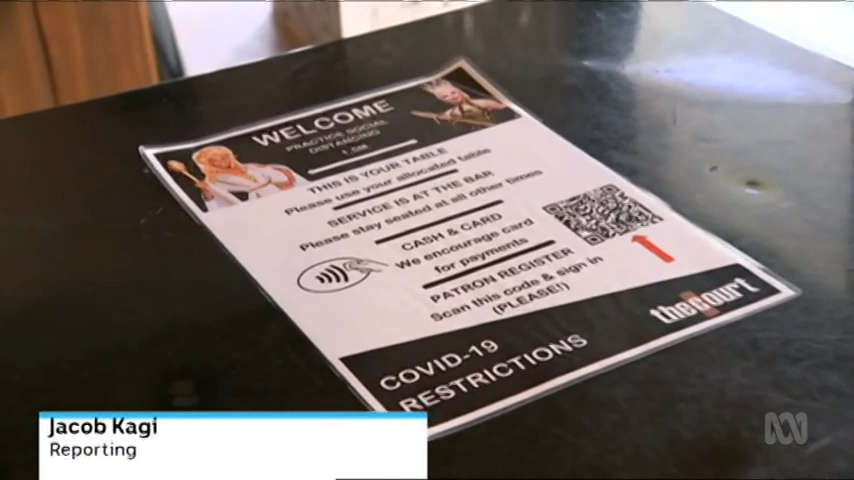 WELCOME
PRACTICE SOCIAL
DISTANCING
1.5M
THIS IS YOUR TABLE
Please use your allocated table
SERVICE IS AT THE BAR
Please stay seated at all other times
CASH & CARD
We encourage card
for payments
PATRON REGISTER
Scan this code & sign in
(PLEASE!)
thecourt
COVID-19
RESTRICTIONS
Jacob Kagi
Reporting